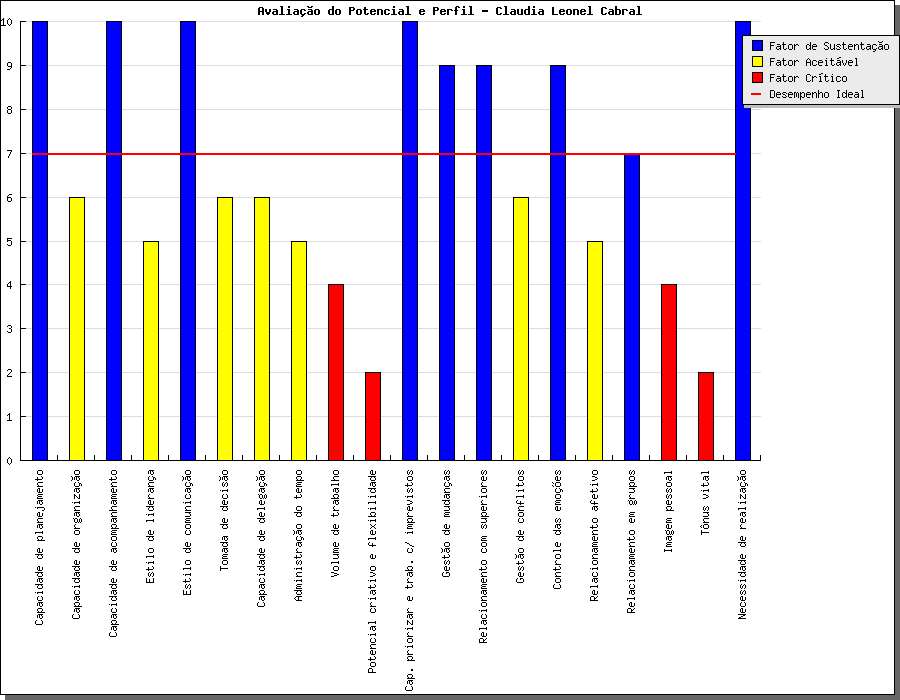 Avaliação do Potencial e Perfil - Claudia Leonel Cabral
Fator de Sustentação
Fator Aceitável
Fator Crítico
Desempenho Ideal
10
9
8
7
6
5
4
3
2
1
0
Capacidade de planejamento
Capacidade de organização
Capacidade de acompanhamento
Estilo de liderança
Estilo de comunicação
Tomada de decisão
Capacidade de delegação
Administração do tempo
Volume de trabalho
Potencial criativo e flexibilidade
Cap. priorizar e trab. c/ imprevistos
Gestão de mudanças
Relacionamento com superiores
Gestão de conflitos
Controle das emoções
Relacionamento afetivo
Relacionamento em grupos
Imagem pessoal
Tônus vital
Necessidade de realização